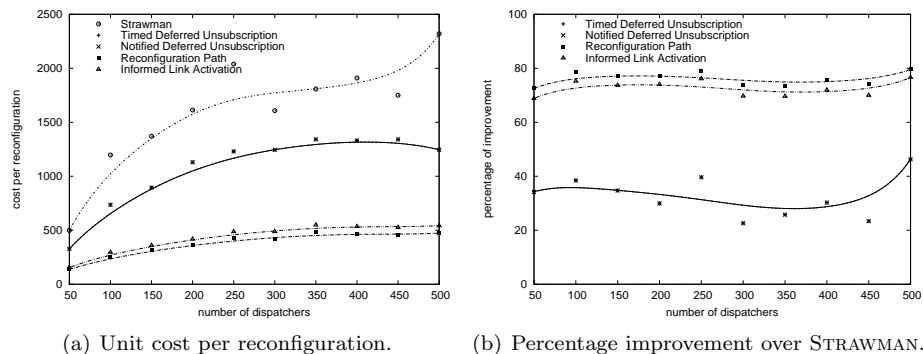 2500
2000
1500
1000
500
0
cost per reconfiguration
Strawman
Timed Deferred Unsubscription
Notified Deferred Unsubscription
Reconfiguration Path
Informed Link Activation
50 100 150 200 250 300 350 400 450 500
number of dispatchers
(a) Unit cost per reconfiguration.
100
80
60
40
20
0
percentage of improvement
Timed Deferred Unsubscription
Notified Deferred Unsubscription
Reconfiguration Path
Informed Link Activation
50 100 150 200 250 300 350 400 450 500
number of dispatchers
(b) Percentage improvement over STRAWMAN.